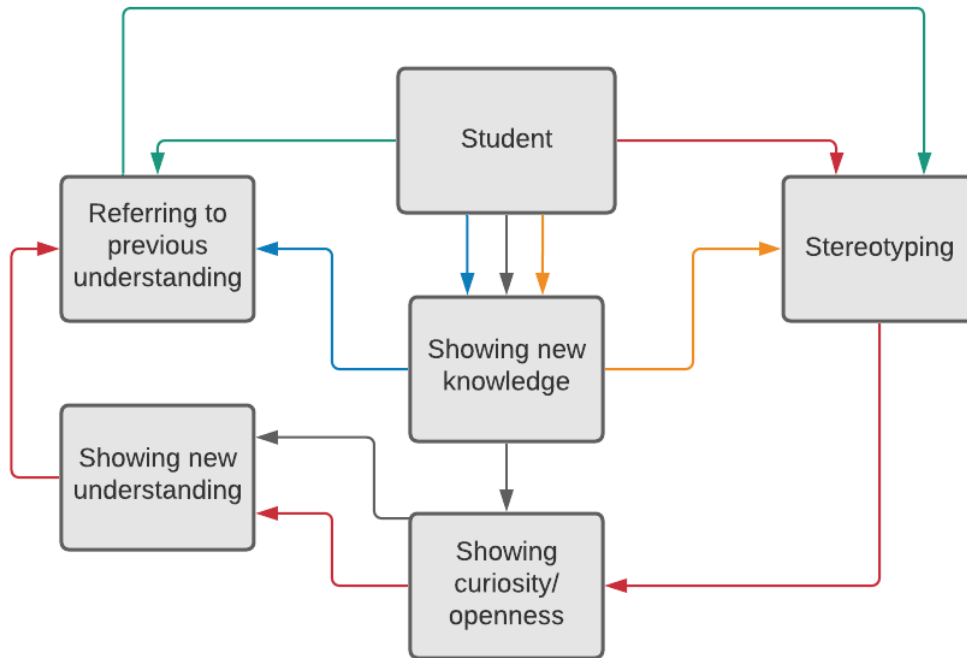 Student
Referring to
previous
understanding
Stereotyping
Showing new
knowledge
Showing new
understanding
Showing
curiosity/
openness